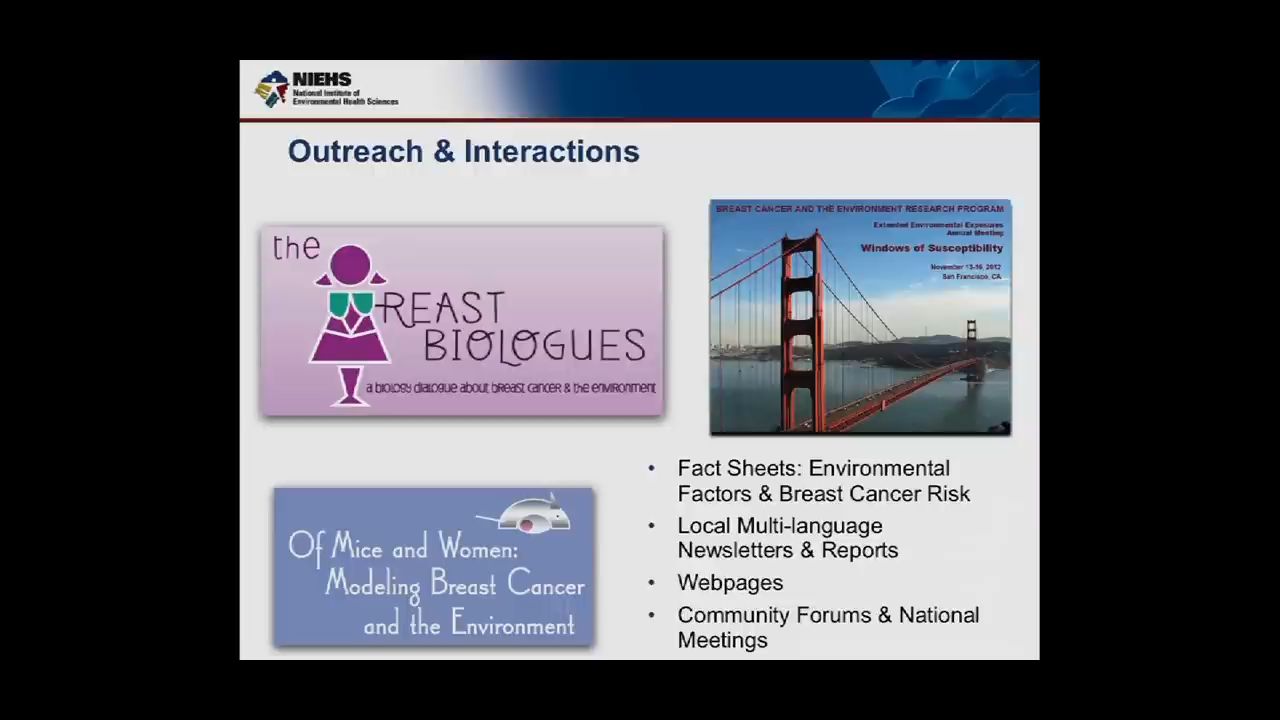 NIEHS
National Institute of
Environmental Health Sciences
Outreach & Interactions
the
BREAST
BIOLOGUES
a biology dialogue about breast cancer & the environment
BREAST CANCER AND THE ENVIRONMENT RESEARCH PROGRAM
Extended Environmental Exposures
Annual Meeting
Windows of Susceptibility
November 13-16, 2012
San Francisco, CA
Of Mice and Women:
Modeling Breast Cancer
and the Environment
• Fact Sheets: Environmental
Factors & Breast Cancer Risk
• Local Multi-language
Newsletters & Reports
• Webpages
• Community Forums & National
Meetings